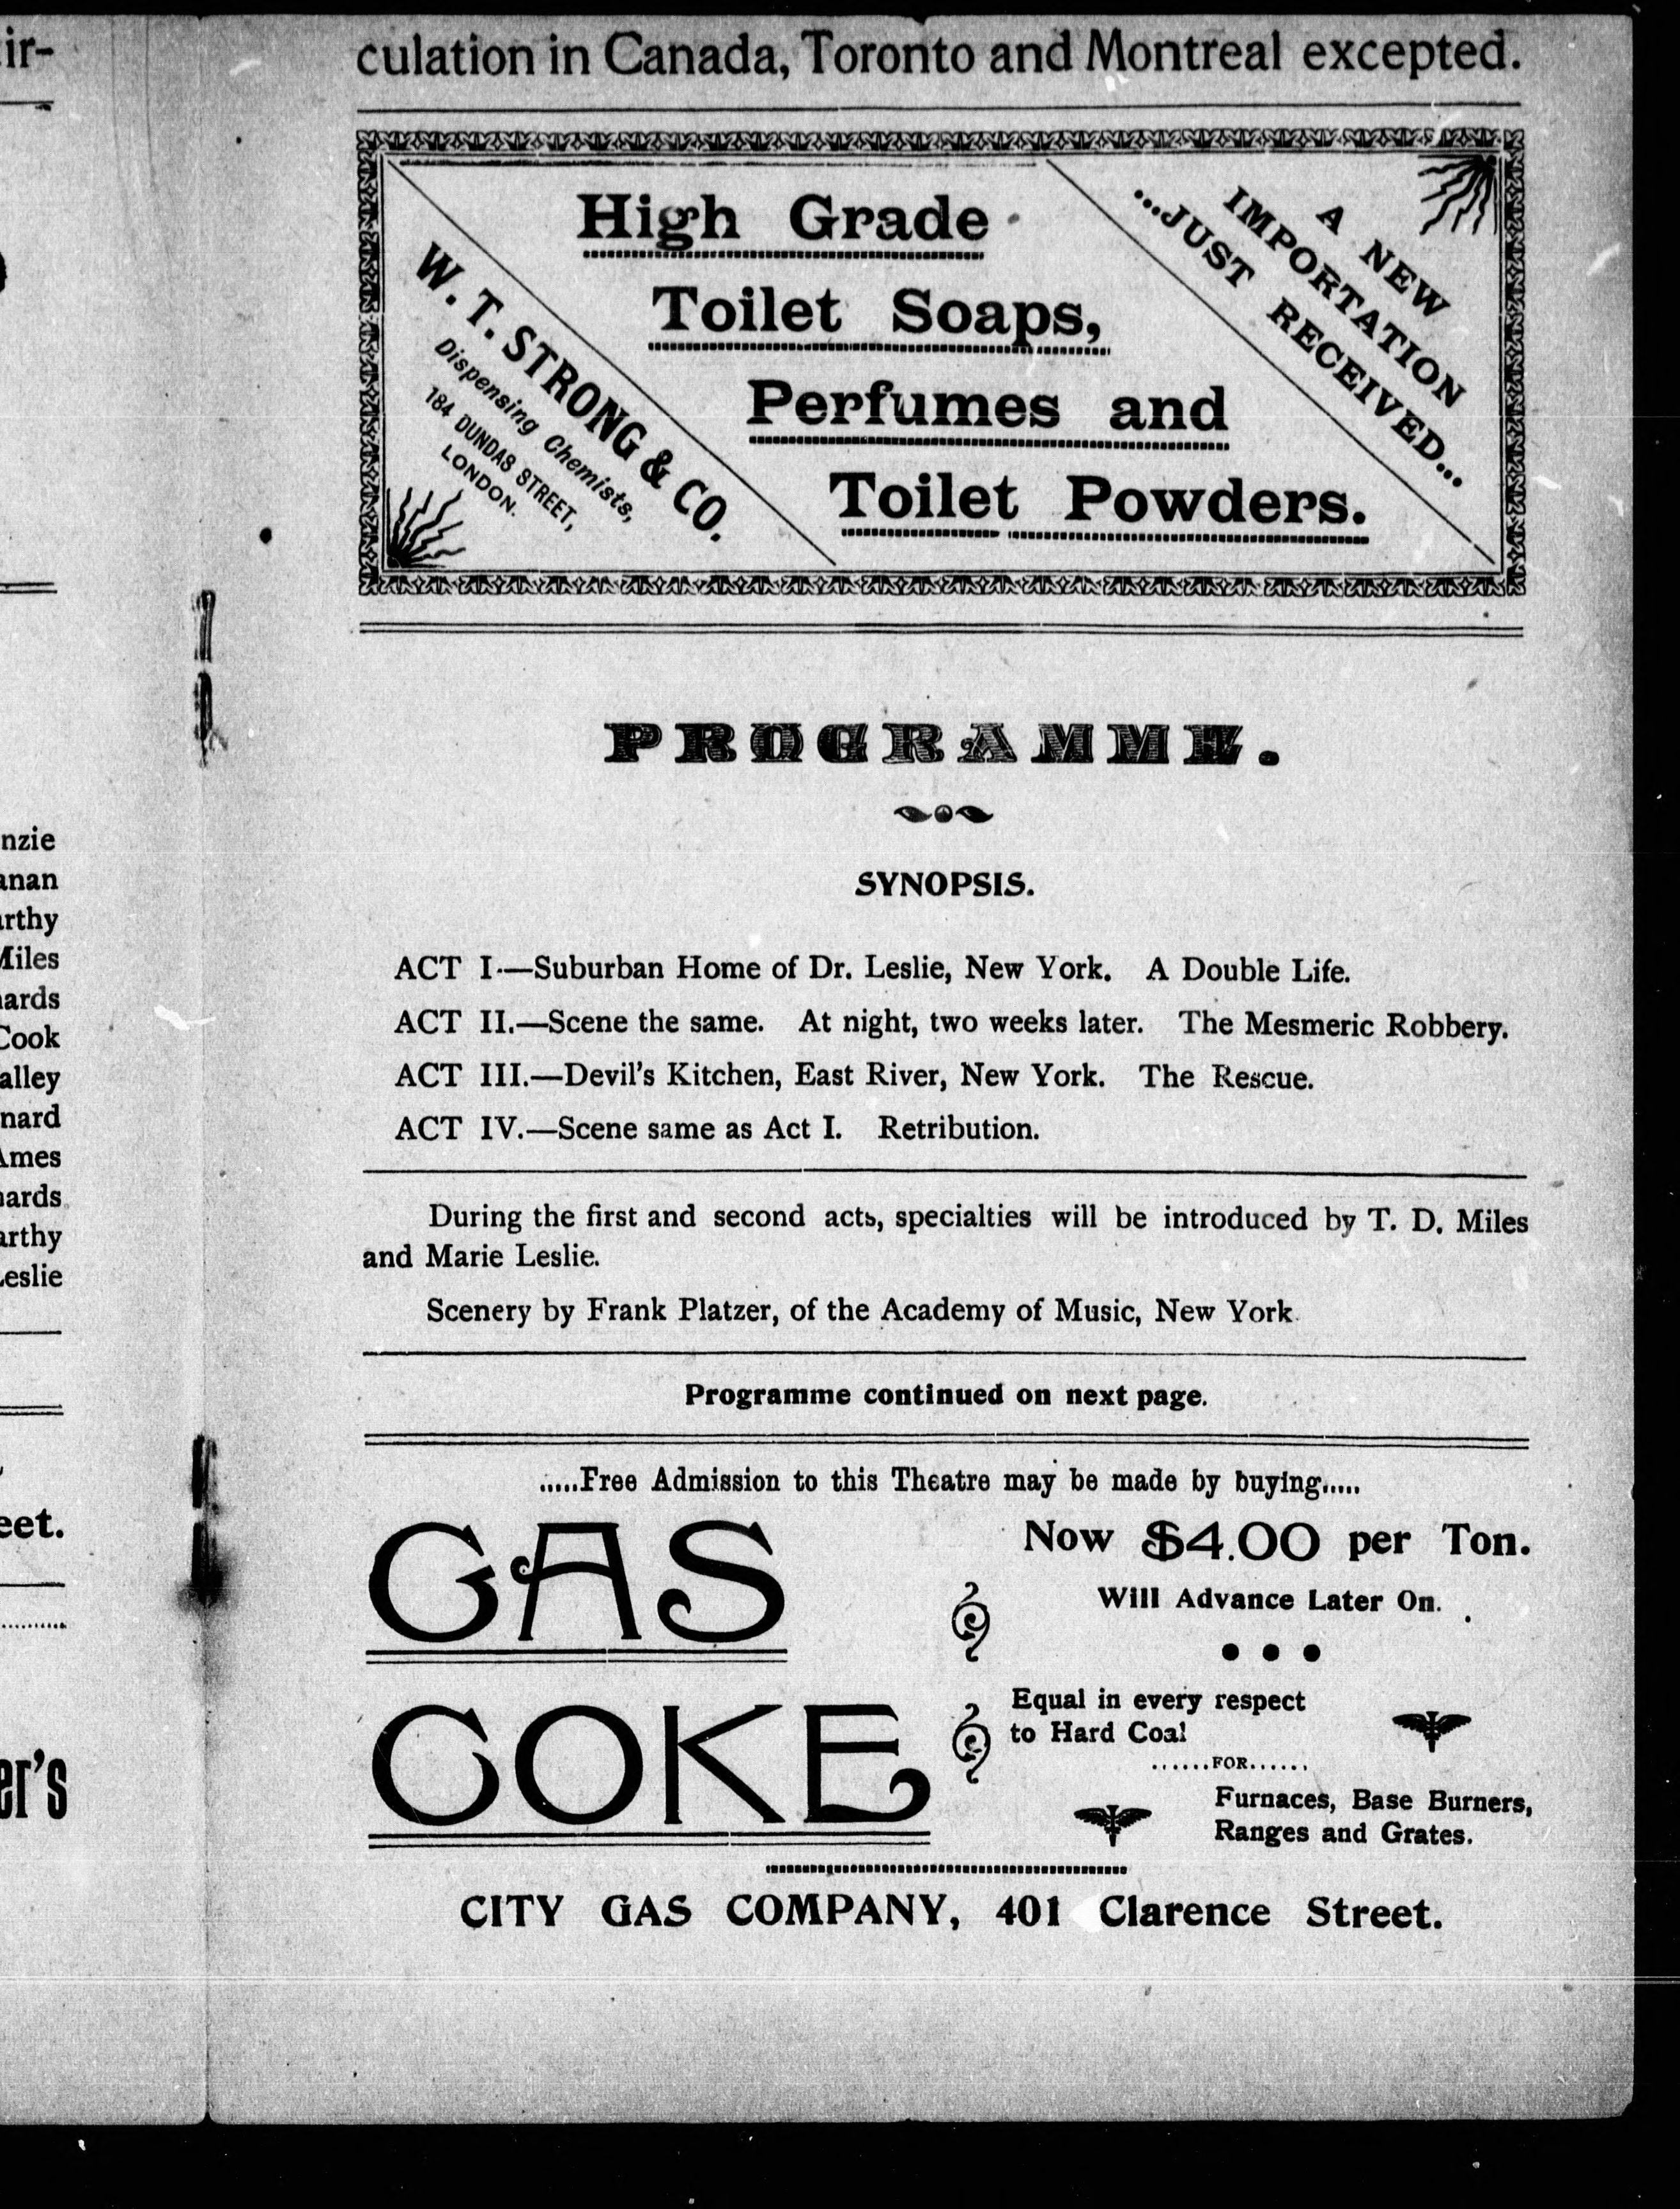 ir-
nzie
anan
arthy
Miles
ards
Cook
alley
nard
Ames
hards
arthy
Leslie
eet.
er's
culation in Canada, Toronto and Montreal excepted.
W. T. STRONG & CO.
Dispensing Chemists,
184 DUNDAS STREET,
LONDON.
High Grade
Toilet Soaps,
Perfumes and
Toilet Powders.
A NEW
IMPORTATION
...JUST RECEIVED...
PROGRAMME.
SYNOPSIS.
ACT I.—Suburban Home of Dr. Leslie, New York. A Double Life.
ACT II.—Scene the same. At night, two weeks later. The Mesmeric Robbery.
ACT III.—Devil's Kitchen, East River, New York. The Rescue.
ACT IV.—Scene same as Act I. Retribution.
During the first and second acts, specialties will be introduced by T. D. Miles
and Marie Leslie.
Scenery by Frank Platzer, of the Academy of Music, New York.
Programme continued on next page.
.....Free Admission to this Theatre may be made by buying.....
GAS
COKE
Now $4.00 per Ton.
Will Advance Later On.
Equal in every respect
to Hard Coal
......FOR......
Furnaces, Base Burners,
Ranges and Grates.
CITY GAS COMPANY, 401 Clarence Street.